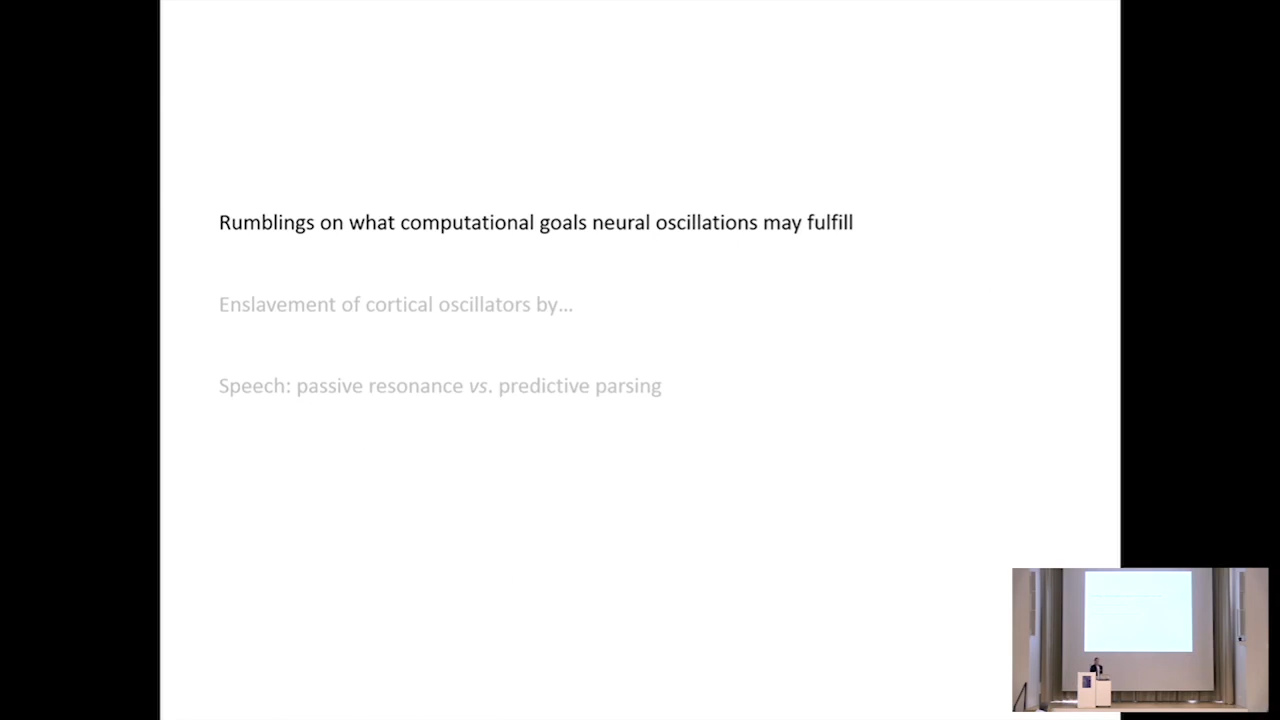 Rumblings on what computational goals neural oscillations may fulfill
Enslavement of cortical oscillators by…
Speech: passive resonance vs. predictive parsing